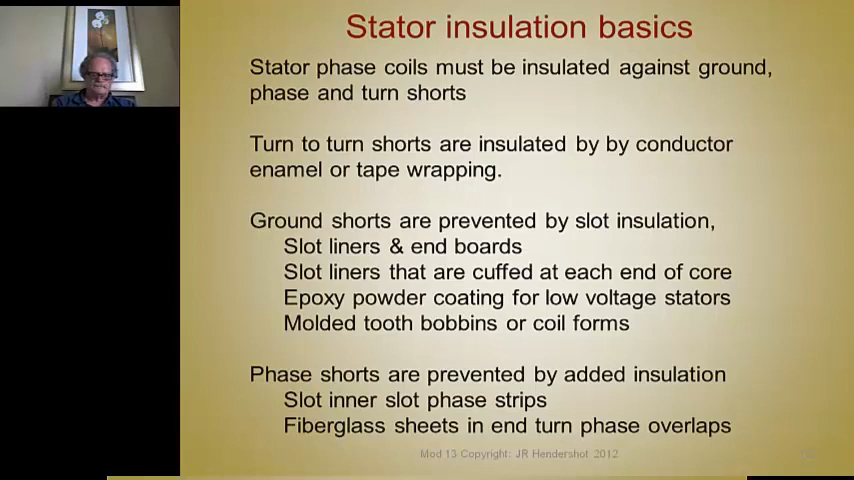 Stator insulation basics
Stator phase coils must be insulated against ground,
phase and turn shorts
Turn to turn shorts are insulated by by conductor
enamel or tape wrapping.
Ground shorts are prevented by slot insulation,
Slot liners & end boards
Slot liners that are cuffed at each end of core
Epoxy powder coating for low voltage stators
Molded tooth bobbins or coil forms
Phase shorts are prevented by added insulation
Slot inner slot phase strips
Fiberglass sheets in end turn phase overlaps
Mod 13 Copyright: JR Hendershot 2012